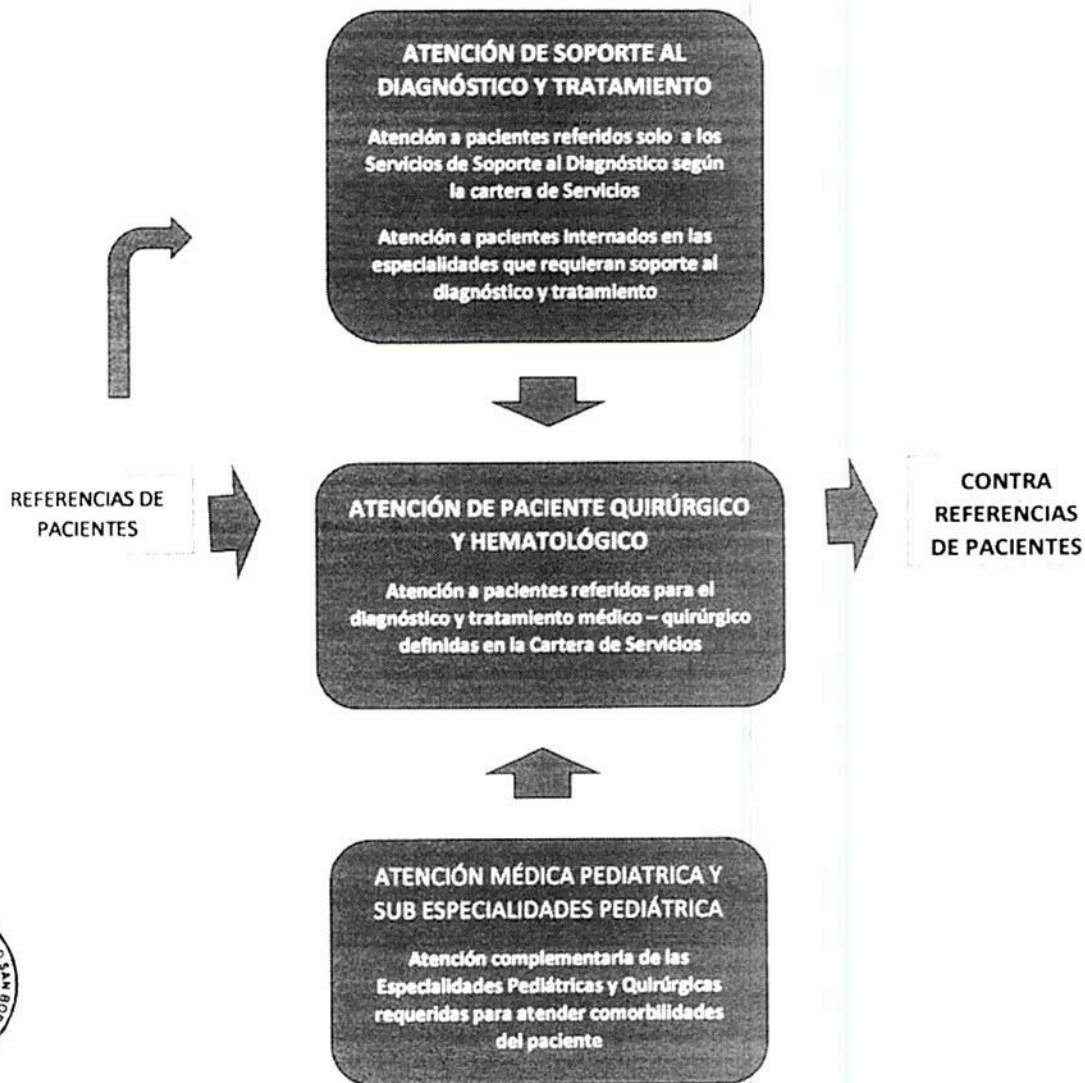 ATENCIÓN DE SOPORTE AL
DIAGNÓSTICO Y TRATAMIENTO
Atención a pacientes referidos solo a los
Servicios de Soporte al Diagnóstico según
la cartera de Servicios
Atención a pacientes internados en las
especialidades que requieran soporte al
diagnóstico y tratamiento
REFERENCIAS DE
PACIENTES
ATENCIÓN DE PACIENTE QUIRÚRGICO
Y HEMATOLÓGICO
Atención a pacientes referidos para el
diagnóstico y tratamiento médico – quirúrgico
definidas en la Cartera de Servicios
CONTRA
REFERENCIAS
DE PACIENTES
ATENCIÓN MÉDICA PEDIATRICA Y
SUB ESPECIALIDADES PEDIÁTRICA
Atención complementaria de las
Especialidades Pediátricas y Quirúrgicas
requeridas para atender comorbilidades
del paciente
SAN BOR